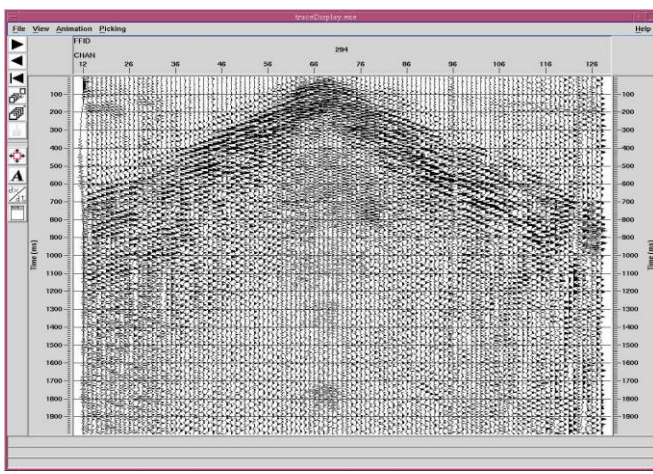 traceDisplay.exe
File View Animation Picking Help
FFID 294
CHAN
12 26 36 46 56 66 76 86 96 106 116 126
A
dx/dt
Time (ms)
100 100
200 200
300 300
400 400
500 500
600 600
700 700
800 800
900 900
1000 1000
1100 1100
1200 1200
1300 1300
1400 1400
1500 1500
1600 1600
1700 1700
1800 1800
1900 1900
Time (ms)